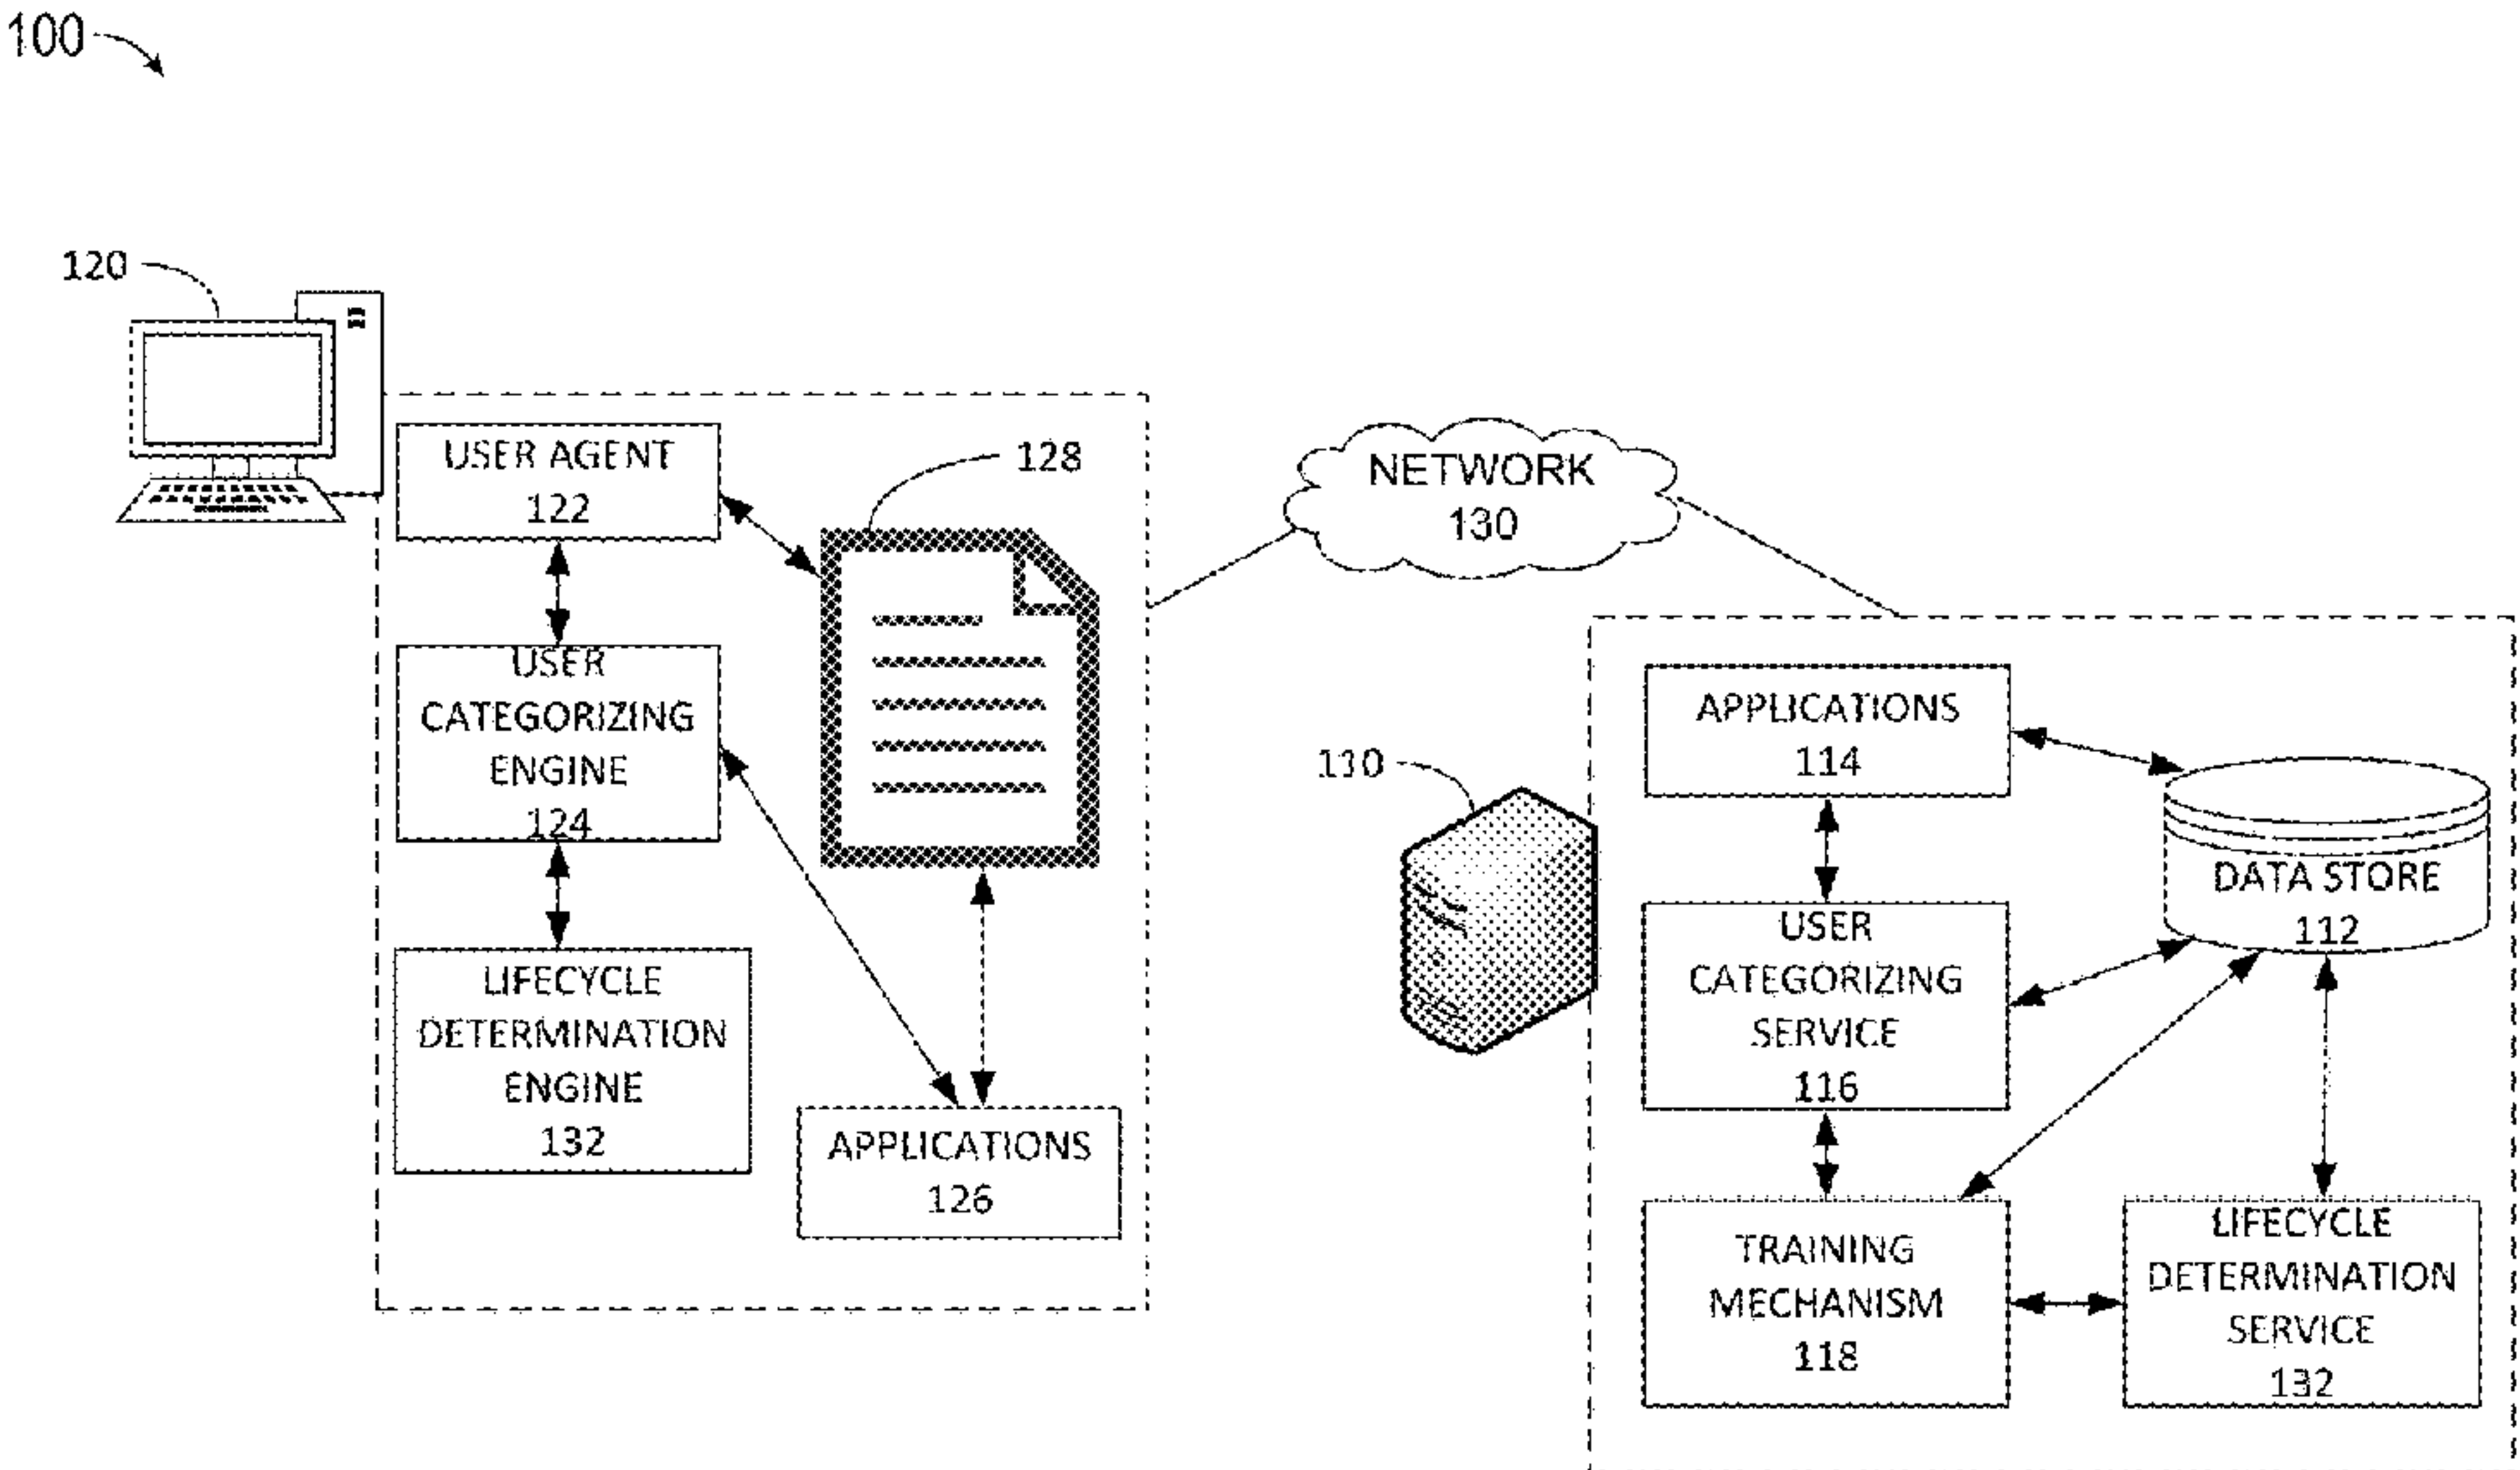 100
120
USER AGENT
122
128
USER
CATEGORIZING
ENGINE
124
LIFECYCLE
DETERMINATION
ENGINE
132
APPLICATIONS
126
NETWORK
130
110
APPLICATIONS
114
DATA STORE
112
USER
CATEGORIZING
SERVICE
116
TRAINING
MECHANISM
118
LIFECYCLE
DETERMINATION
SERVICE
132